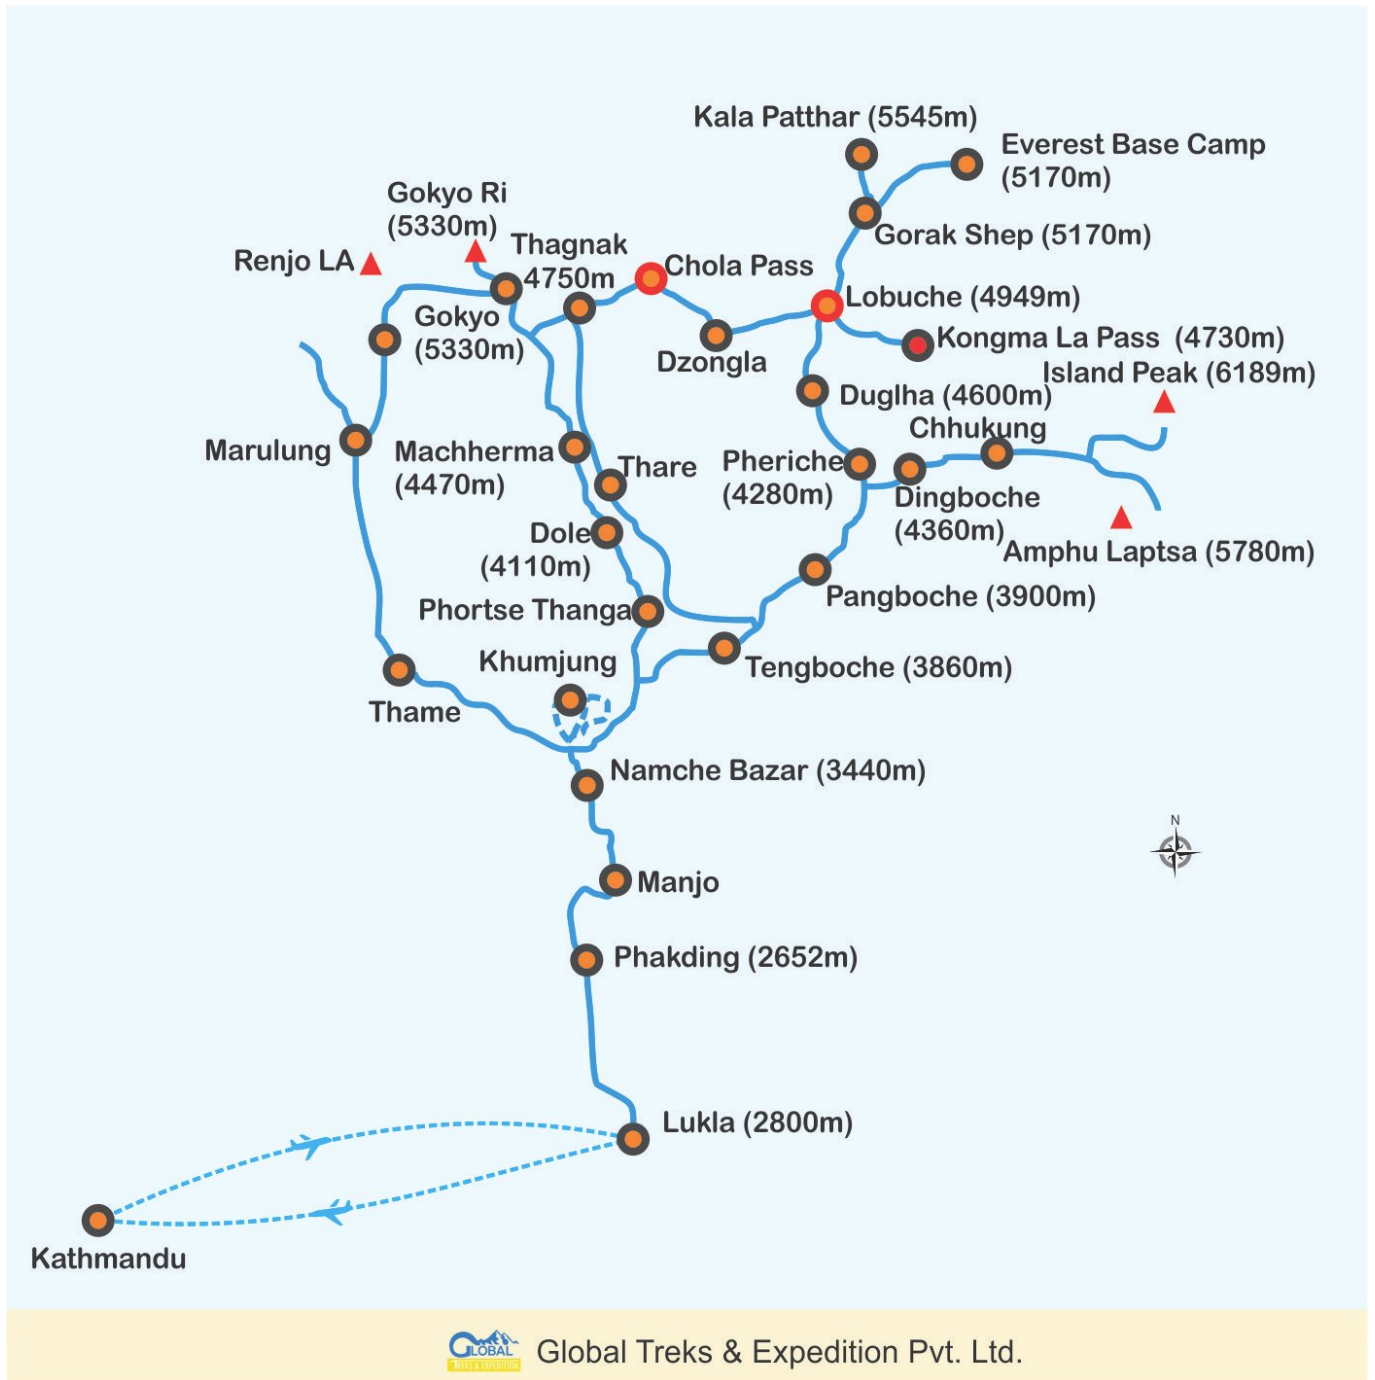 Kala Patthar (5545m)
Everest Base Camp
(5170m)
Gokyo Ri
(5330m)
Gorak Shep (5170m)
Thagnak
4750m
Renjo LA
Chola Pass
Lobuche (4949m)
Gokyo
(5330m)
Kongma La Pass (4730m)
Dzongla
Island Peak (6189m)
Duglha (4600m)
Chhukung
Marulung
Machherma
(4470m)
Thare
Pheriche
(4280m)
Dingboche
(4360m)
Dole
(4110m)
Amphu Laptsa (5780m)
Pangboche (3900m)
Phortse Thanga
Khumjung
Tengboche (3860m)
Thame
Namche Bazar (3440m)
N
Manjo
Phakding (2652m)
Lukla (2800m)
Kathmandu
GLOBAL
TREKS & EXPEDITION
Global Treks & Expedition Pvt. Ltd.